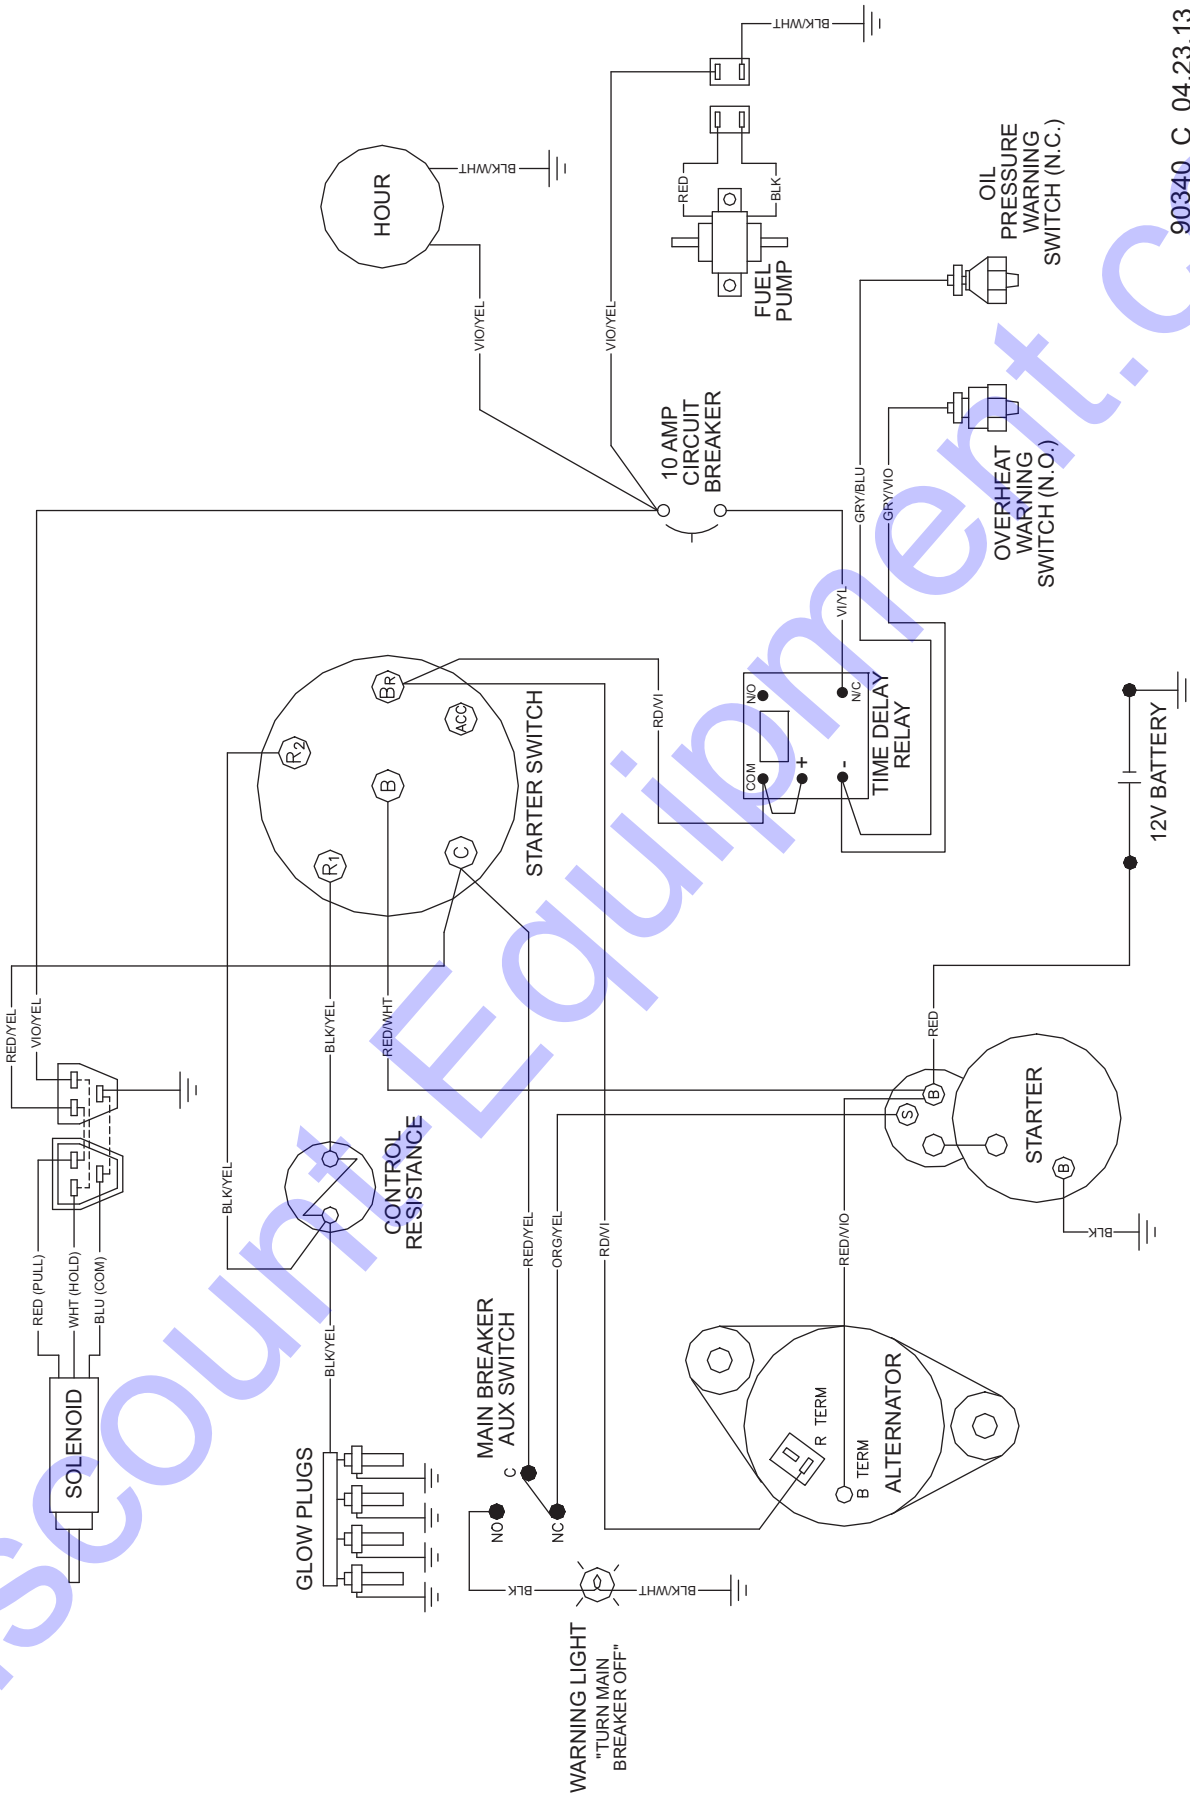 RED/YEL
VIO/YEL
RED (PULL)
WHT (HOLD)
BLU (COM)
SOLENOID
HOUR
BLK/WHT
VIO/YEL
VIO/YEL
BLK/WHT
RED
BLK
FUEL
PUMP
10 AMP
CIRCUIT
BREAKER
OIL
PRESSURE
WARNING
SWITCH (N.C.)
OVERHEAT
WARNING
SWITCH (N.O.)
GRY/BLU
GRY/VIO
VI/YL
R2
BR
ACC
B
R1
C
STARTER SWITCH
RD/VI
COM
N/O
N/C
+
-
TIME DELAY
RELAY
12V BATTERY
BLK/YEL
BLK/YEL
RED/WHT
CONTROL
RESISTANCE
BLK/YEL
GLOW PLUGS
RED/YEL
ORG/YEL
RD/VI
MAIN BREAKER
AUX SWITCH
C
NO
NC
BLK
BLK/WHT
WARNING LIGHT
"TURN MAIN
BREAKER OFF"
RED/VIO
RED
S
B
B
STARTER
BLK
R TERM
B TERM
ALTERNATOR
90340 C 04.23.13
iscount-Equipment.c